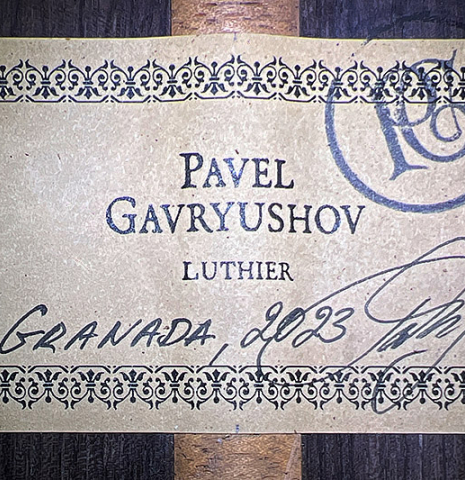 PAVEL
GAVRYUSHOV
LUTHIER
GRANADA, 2023